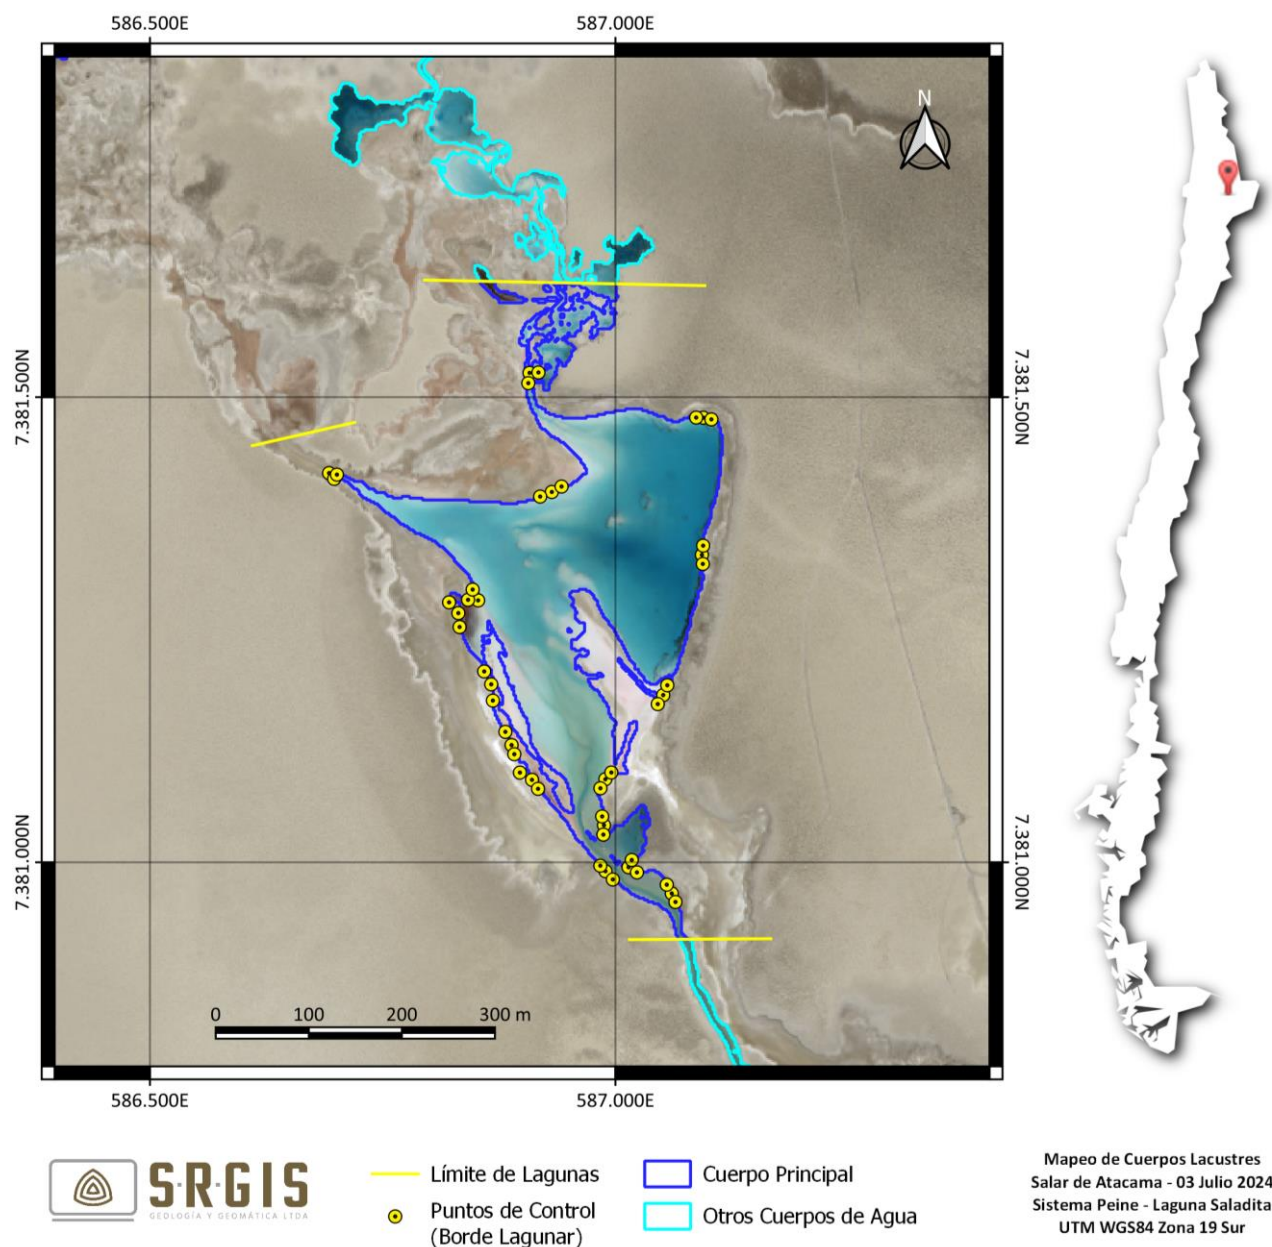 586.500E
587.000E
N
7.381.500N
7.381.500N
7.381.000N
7.381.000N
0 100 200 300 m
586.500E
587.000E
S·R·GIS
GEOLOGÍA Y GEOMÁTICA LTDA
Límite de Lagunas
Puntos de Control
(Borde Lagunar)
Cuerpo Principal
Otros Cuerpos de Agua
Mapeo de Cuerpos Lacustres
Salar de Atacama - 03 Julio 2024
Sistema Peine - Laguna Saladita
UTM WGS84 Zona 19 Sur